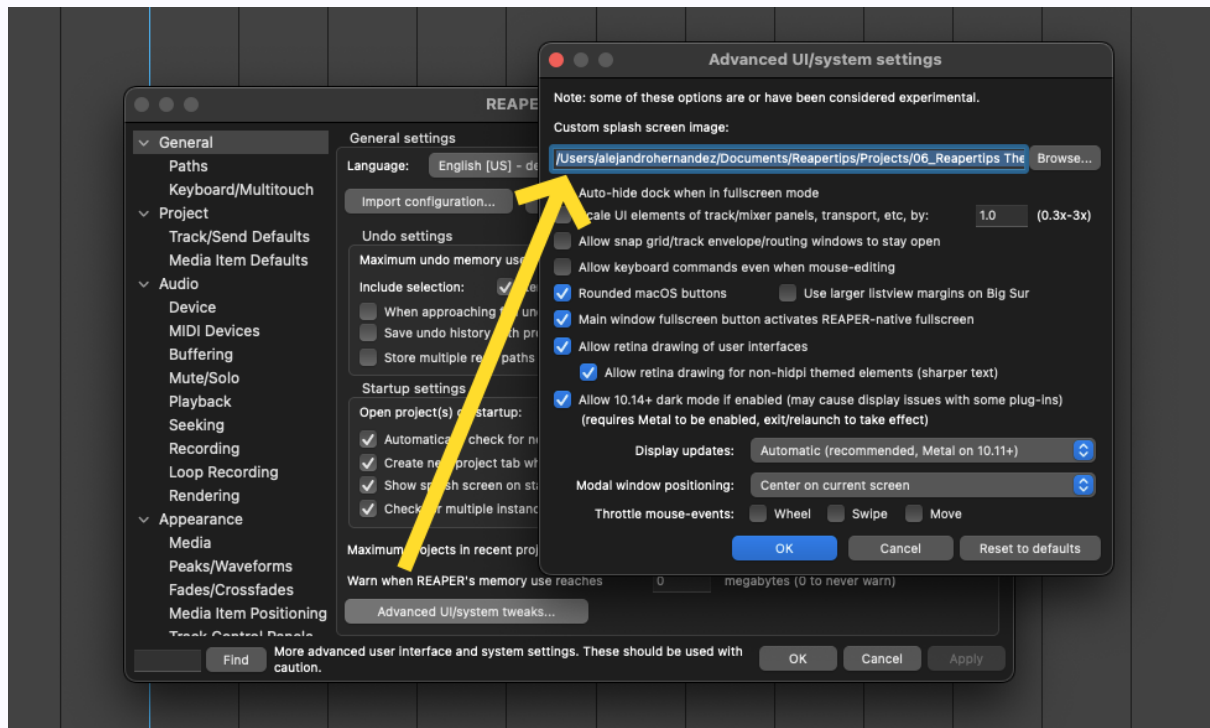 REAPE
General
Paths
Keyboard/Multitouch
Project
Track/Send Defaults
Media Item Defaults
Audio
Device
MIDI Devices
Buffering
Mute/Solo
Playback
Seeking
Recording
Loop Recording
Rendering
Appearance
Media
Peaks/Waveforms
Fades/Crossfades
Media Item Positioning
Find
General settings
Language: English [US] - de
Import configuration...
Undo settings
Maximum undo memory use
Include selection:
When approaching
Save undo history
Store multiple paths
Startup settings
Open project(s) startup:
check for
Create project tab
Show screen on
multiple
in recent
Warn when REAPER's memory use reaches 0 megabytes (0 to never warn)
Advanced UI/system tweaks...
More advanced user interface and system settings. These should be used with
caution.
OK Cancel Apply
Advanced UI/system settings
Note: some of these options are or have been considered experimental.
Custom splash screen image:
/Users/alejandrohernandez/Documents/Reapertips/Projects/06_Reapertips The Browse...
Auto-hide dock when in fullscreen mode
UI elements of track/mixer panels, transport, etc, by: 1.0 (0.3x-3x)
Allow snap grid/track envelope/routing windows to stay open
Allow keyboard commands even when mouse-editing
Rounded macOS buttons Use larger listview margins on Big Sur
Main window fullscreen button activates REAPER-native fullscreen
Allow retina drawing of user interfaces
Allow retina drawing for non-hidpi themed elements (sharper text)
Allow 10.14+ dark mode if enabled (may cause display issues with some plug-ins)
(requires Metal to be enabled, exit/relaunch to take effect)
Display updates: Automatic (recommended, Metal on 10.11+)
Modal window positioning: Center on current screen
Throttle mouse-events: Wheel Swipe Move
OK Cancel Reset to defaults